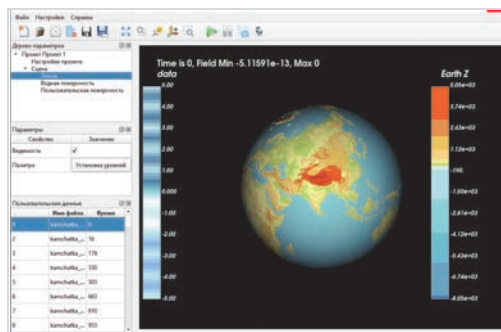 Файл Настройки Справка
Дерево параметров
Проект Проект 1
Настройки проекта
Сцена
Водная поверхность
Пользовательская поверхность
Параметры
Свойство Значение
Видимость
Палитра Установка уровней
Пользовательские данные
Имя файла Время
1 kamchatka_... 0
2 kamchatka_... 16
3 kamchatka_... 178
4 kamchatka_... 330
5 kamchatka_... 505
6 kamchatka_... 663
7 kamchatka_... 809
8 kamchatka_... 933
Time is 0, Field Min -5.11591e-13, Max 0
data
5.00
4.00
3.00
2.00
1.00
0.000
-1.00
-2.00
-3.00
-4.00
-5.00
Earth Z
5.05e+03
3.74e+03
2.43e+03
1.12e+03
-190.
-1.50e+03
-2.81e+03
-4.12e+03
-5.43e+03
-6.74e+03
-8.05e+03